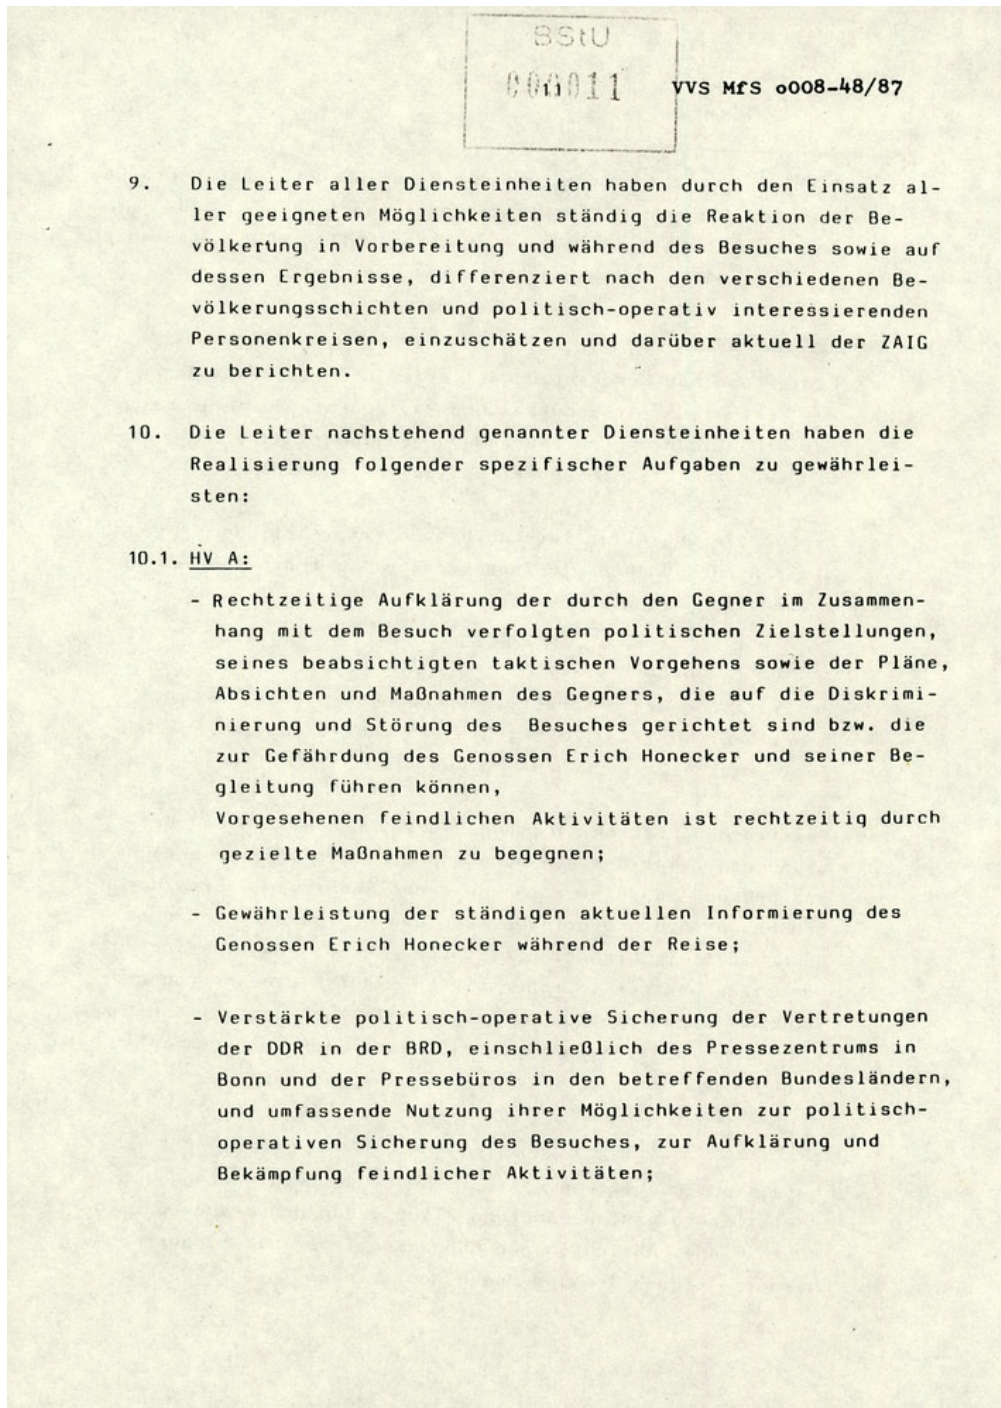 BStU
000011
11
VVS MfS o008-48/87
9. Die Leiter aller Diensteinheiten haben durch den Einsatz al-
ler geeigneten Möglichkeiten ständig die Reaktion der Be-
völkerung in Vorbereitung und während des Besuches sowie auf
dessen Ergebnisse, differenziert nach den verschiedenen Be-
völkerungsschichten und politisch-operativ interessierenden
Personenkreisen, einzuschätzen und darüber aktuell der ZAIG
zu berichten.
10. Die Leiter nachstehend genannter Diensteinheiten haben die
Realisierung folgender spezifischer Aufgaben zu gewährlei-
sten:
10.1. HV A:
- Rechtzeitige Aufklärung der durch den Gegner im Zusammen-
hang mit dem Besuch verfolgten politischen Zielstellungen,
seines beabsichtigten taktischen Vorgehens sowie der Pläne,
Absichten und Maßnahmen des Gegners, die auf die Diskrimi-
nierung und Störung des Besuches gerichtet sind bzw. die
zur Gefährdung des Genossen Erich Honecker und seiner Be-
gleitung führen können,
Vorgesehenen feindlichen Aktivitäten ist rechtzeitig durch
gezielte Maßnahmen zu begegnen;
- Gewährleistung der ständigen aktuellen Informierung des
Genossen Erich Honecker während der Reise;
- Verstärkte politisch-operative Sicherung der Vertretungen
der DDR in der BRD, einschließlich des Pressezentrums in
Bonn und der Pressebüros in den betreffenden Bundesländern,
und umfassende Nutzung ihrer Möglichkeiten zur politisch-
operativen Sicherung des Besuches, zur Aufklärung und
Bekämpfung feindlicher Aktivitäten;